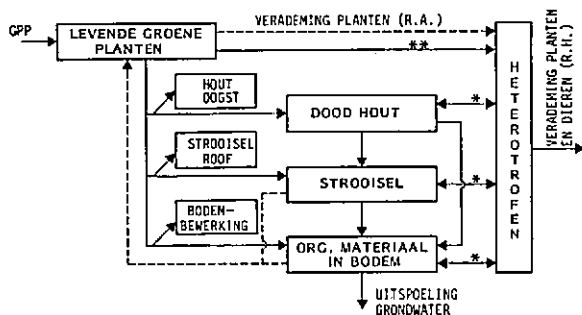 GPP
LEVENDE GROENE
PLANTEN
VERADEMING PLANTEN (R.A.)
**
HOUT
OOGST
DOOD HOUT
*
STROOISEL
ROOF
STROOISEL
*
BODEM-
BEWERKING
ORG. MATERIAAL
IN BODEM
*
UITSPOELING
GRONDWATER
HETEROTROFEN
VERADEMING PLANTEN
EN DIEREN (R.H.)